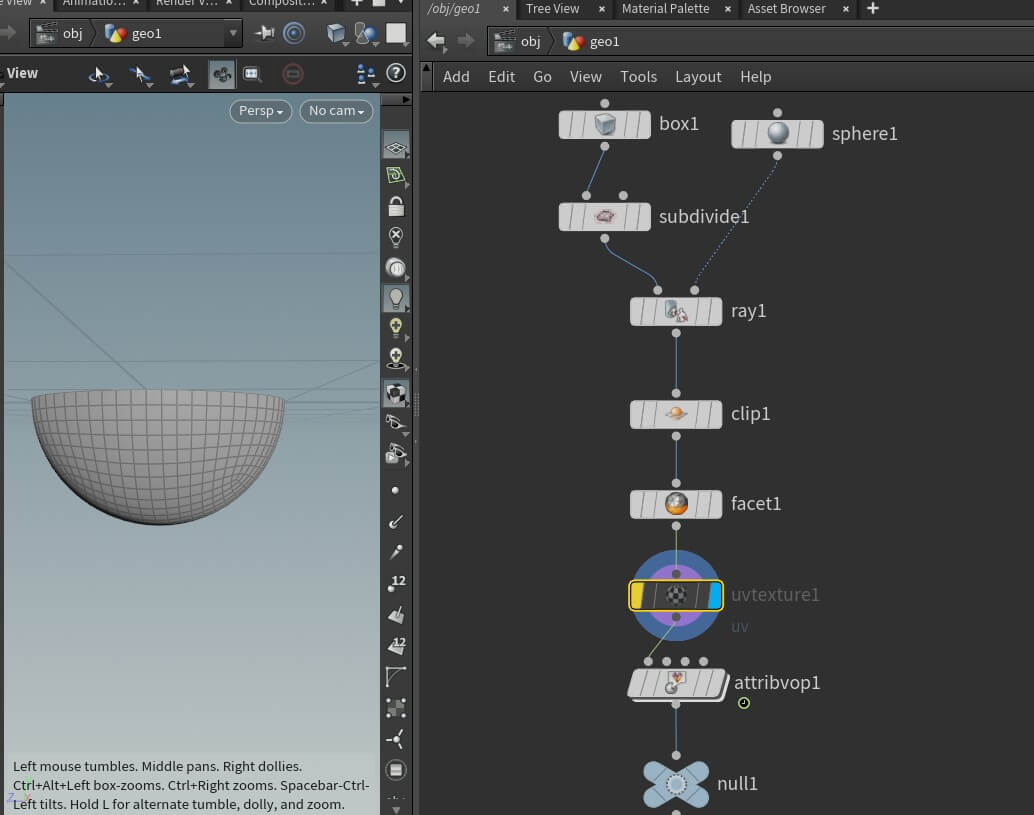 e View
Animatio...
Render V...
Composit...
obj
geo1
View
Persp
No cam
12
12
Left mouse tumbles. Middle pans. Right dollies.
Ctrl+Alt+Left box-zooms. Ctrl+Right zooms. Spacebar-Ctrl-
Left tilts. Hold L for alternate tumble, dolly, and zoom.
/obj/geo1
Tree View
Material Palette
Asset Browser
obj
geo1
Add
Edit
Go
View
Tools
Layout
Help
box1
sphere1
subdivide1
ray1
clip1
facet1
uvtexture1
uv
attribvop1
null1